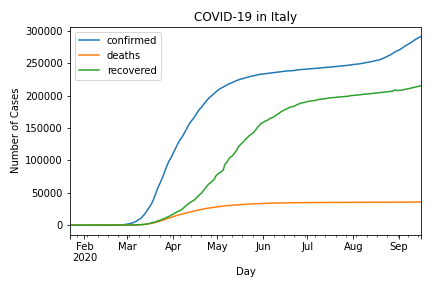 COVID-19 in Italy
confirmed
deaths
recovered
Number of Cases
300000
250000
200000
150000
100000
50000
0
Feb Mar Apr May Jun Jul Aug Sep
2020
Day